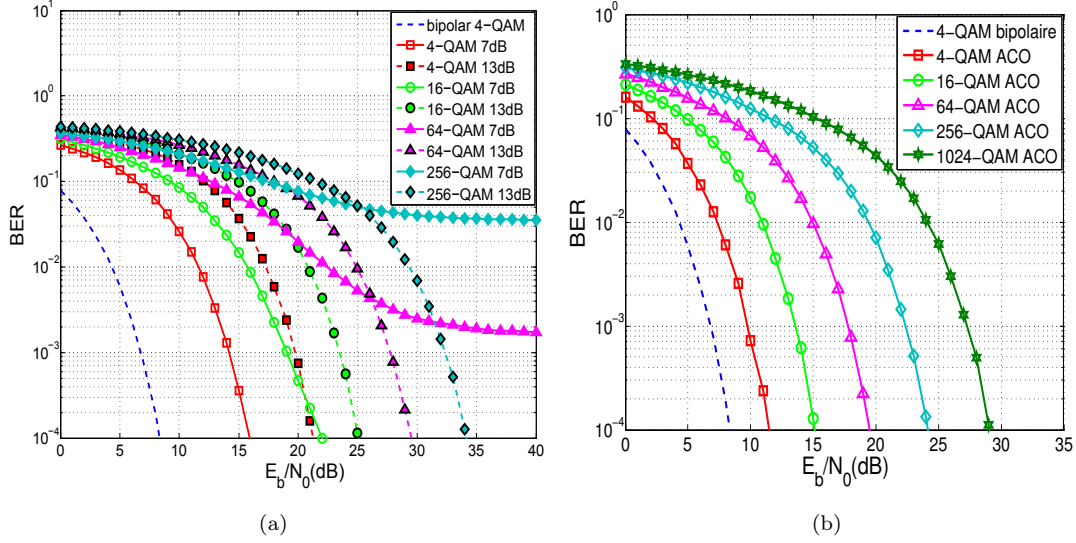 10^2
10^1
10^0
10^-1
10^-2
10^-3
10^-4
BER
0 5 10 15 20 25 30 35 40
E_b/N_0(dB)
bipolar 4-QAM
4-QAM 7dB
4-QAM 13dB
16-QAM 7dB
16-QAM 13dB
64-QAM 7dB
64-QAM 13dB
256-QAM 7dB
256-QAM 13dB
(a)
10^0
10^-1
10^-2
10^-3
10^-4
BER
0 5 10 15 20 25 30 35
E_b/N_0(dB)
4-QAM bipolaire
4-QAM ACO
16-QAM ACO
64-QAM ACO
256-QAM ACO
1024-QAM ACO
(b)